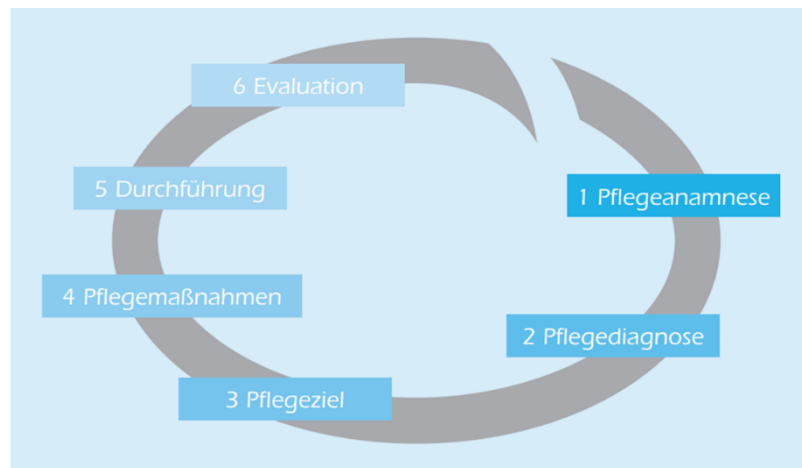 1 Pflegeanamnese
2 Pflegediagnose
3 Pflegeziel
4 Pflegemaßnahmen
5 Durchführung
6 Evaluation